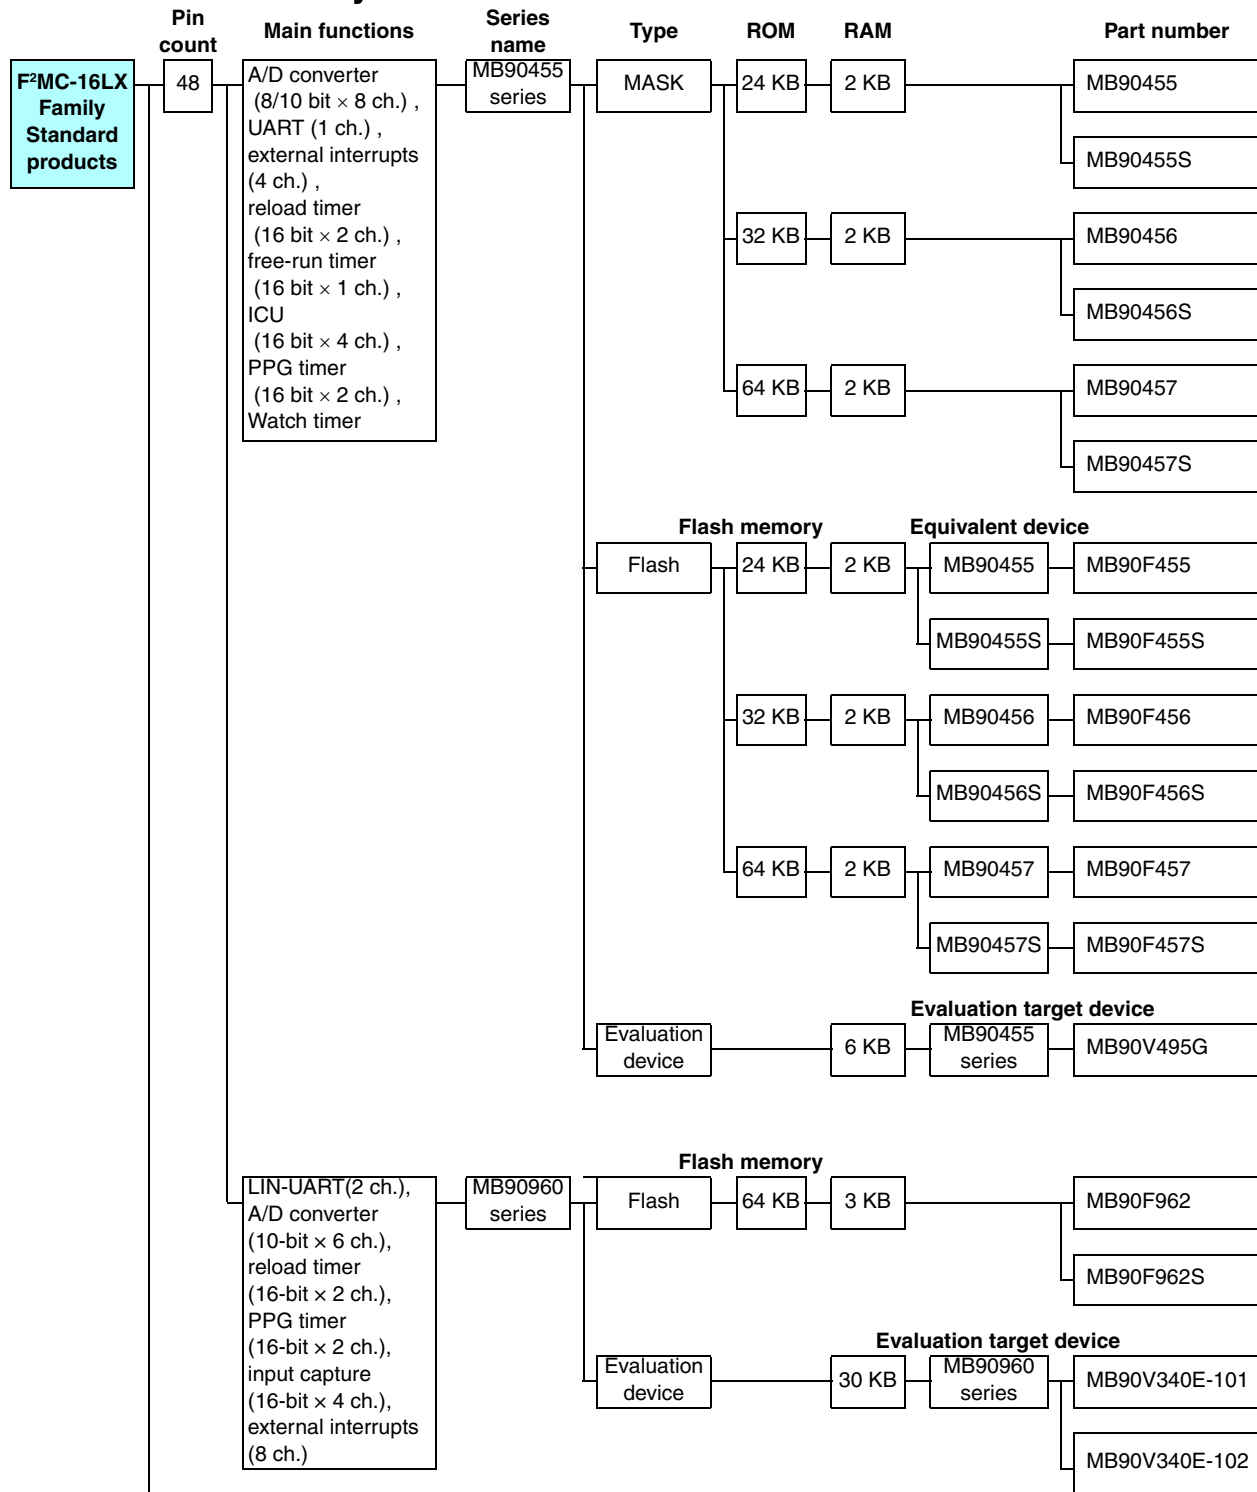 Pin count
Main functions
Series name
Type
ROM
RAM
Part number
F²MC-16LX
Family
Standard
products
48
A/D converter
(8/10 bit × 8 ch.) ,
UART (1 ch.) ,
external interrupts
(4 ch.) ,
reload timer
(16 bit × 2 ch.) ,
free-run timer
(16 bit × 1 ch.) ,
ICU
(16 bit × 4 ch.) ,
PPG timer
(16 bit × 2 ch.) ,
Watch timer
MB90455
series
MASK
24 KB
2 KB
MB90455
MB90455S
32 KB
2 KB
MB90456
MB90456S
64 KB
2 KB
MB90457
MB90457S
Flash memory
Equivalent device
Flash
24 KB
2 KB
MB90455
MB90F455
MB90455S
MB90F455S
32 KB
2 KB
MB90456
MB90F456
MB90456S
MB90F456S
64 KB
2 KB
MB90457
MB90F457
MB90457S
MB90F457S
Evaluation target device
Evaluation
device
6 KB
MB90455
series
MB90V495G
Flash memory
LIN-UART(2 ch.),
A/D converter
(10-bit × 6 ch.),
reload timer
(16-bit × 2 ch.),
PPG timer
(16-bit × 2 ch.),
input capture
(16-bit × 4 ch.),
external interrupts
(8 ch.)
MB90960
series
Flash
64 KB
3 KB
MB90F962
MB90F962S
Evaluation target device
Evaluation
device
30 KB
MB90960
series
MB90V340E-101
MB90V340E-102